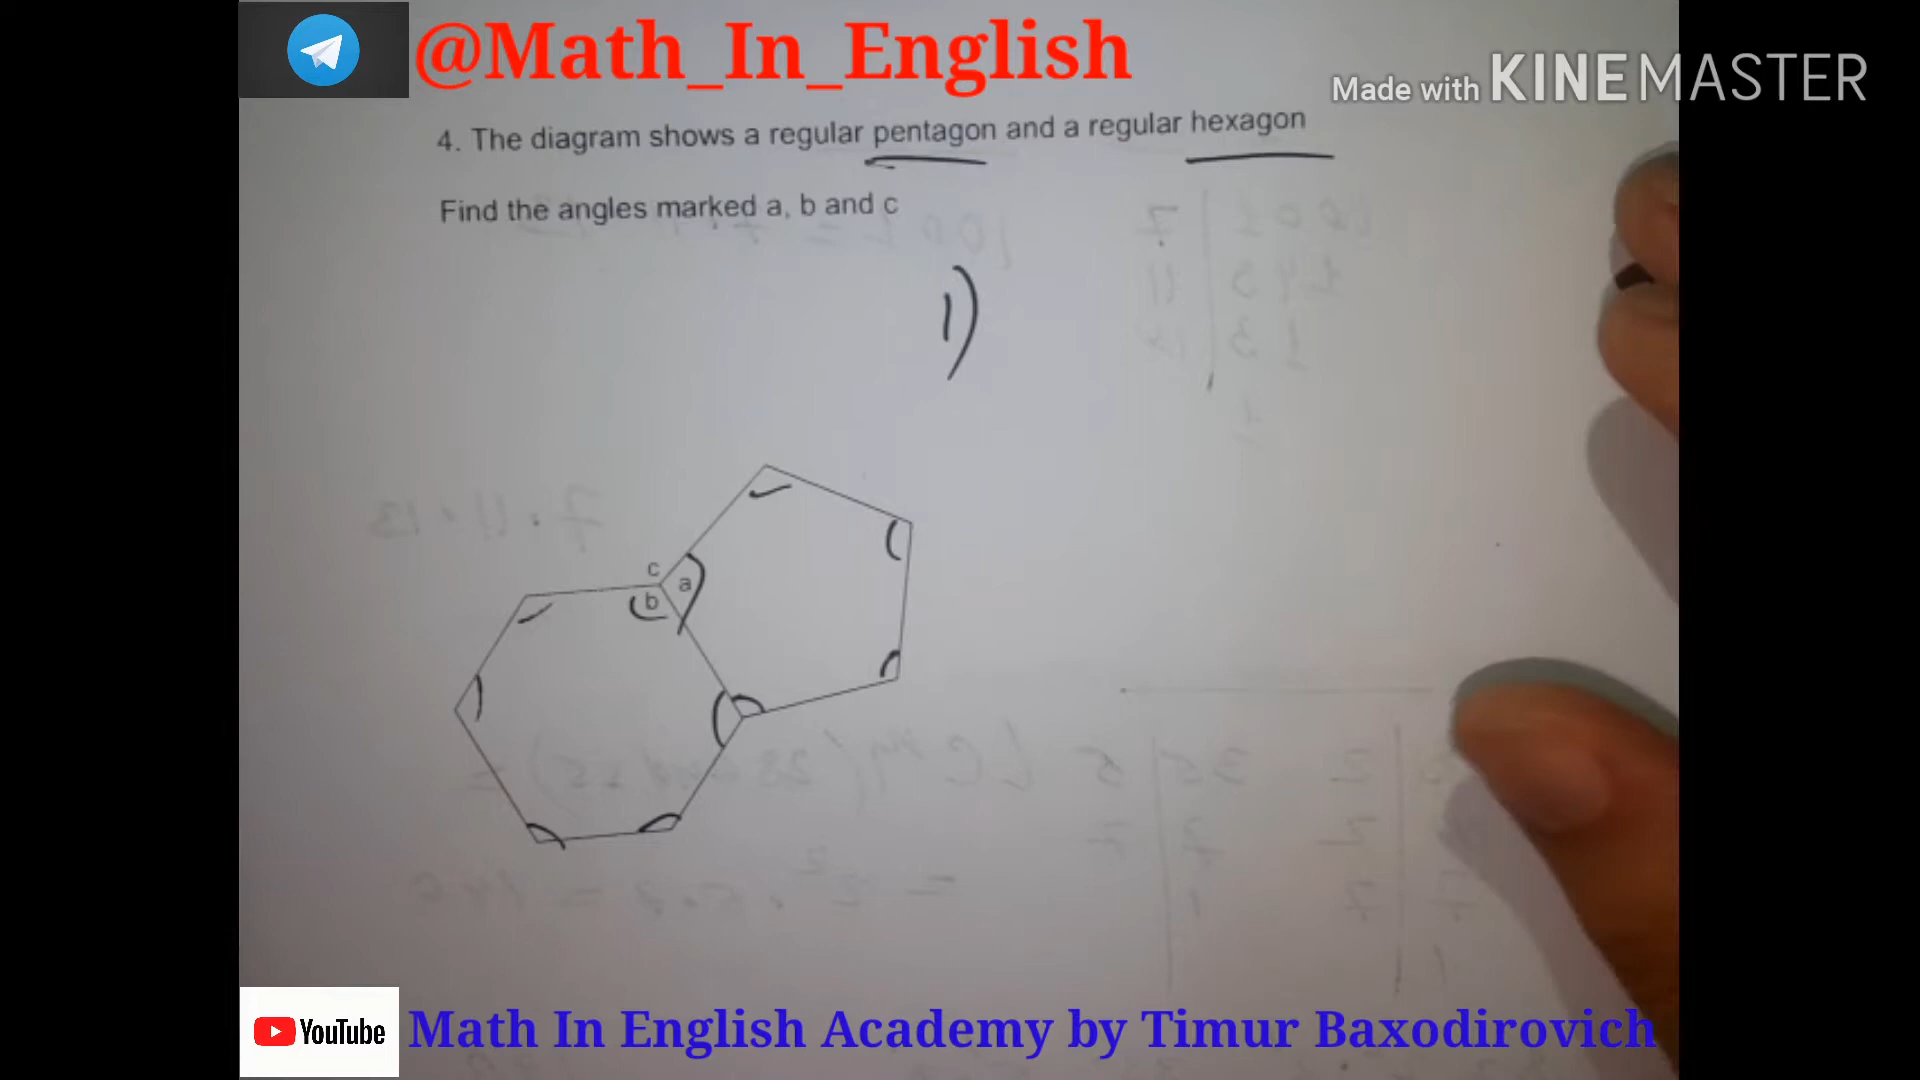 @Math_In_English
Made with KINEMASTER
4. The diagram shows a regular pentagon and a regular hexagon
Find the angles marked a, b and c
1)
c
a
b
YouTube
Math In English Academy by Timur Baxodirovich